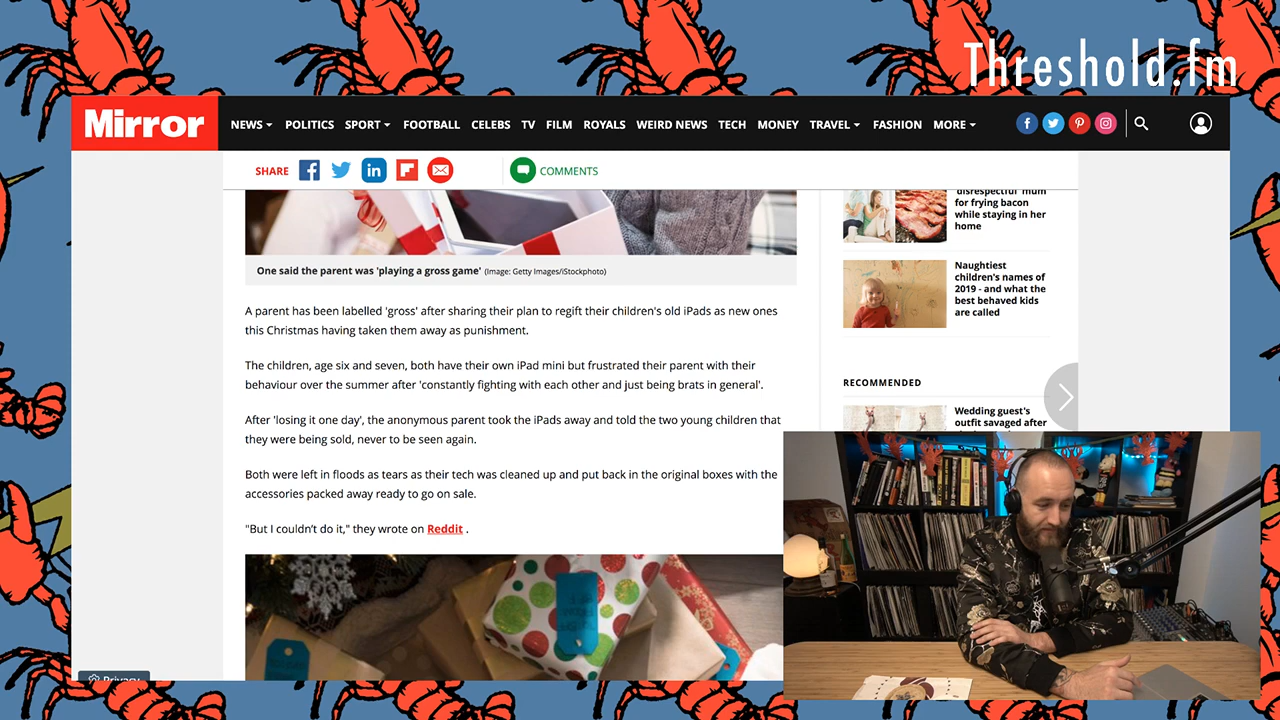 Threshold.fm
Mirror
NEWS POLITICS SPORT FOOTBALL CELEBS TV FILM ROYALS WEIRD NEWS TECH MONEY TRAVEL FASHION MORE
SHARE
COMMENTS
One said the parent was 'playing a gross game' (Image: Getty Images/iStockphoto)
A parent has been labelled 'gross' after sharing their plan to regift their children's old iPads as new ones
this Christmas having taken them away as punishment.
The children, age six and seven, both have their own iPad mini but frustrated their parent with their
behaviour over the summer after 'constantly fighting with each other and just being brats in general'.
After 'losing it one day', the anonymous parent took the iPads away and told the two young children that
they were being sold, never to be seen again.
Both were left in floods as tears as their tech was cleaned up and put back in the original boxes with the
accessories packed away ready to go on sale.
"But I couldn't do it," they wrote on Reddit .
'disrespectful' mum
for frying bacon
while staying in her
home
Naughtiest
children's names of
2019 - and what the
best behaved kids
are called
RECOMMENDED
Wedding guest's
outfit savaged after
Privacy